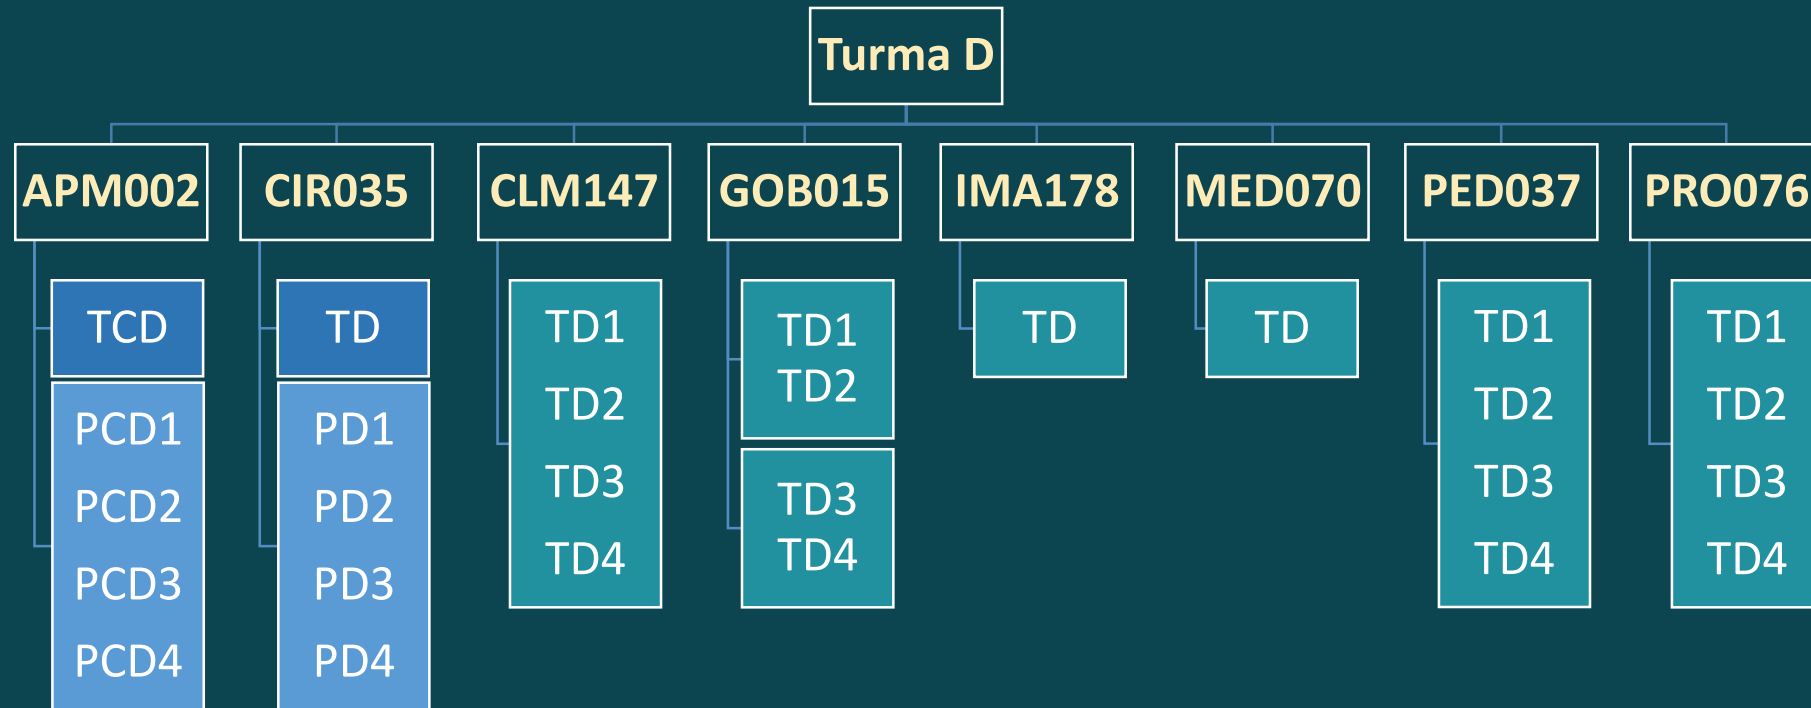 Turma D
APM002
CIR035
CLM147
GOB015
IMA178
MED070
PED037
PRO076
TCD
PCD1
PCD2
PCD3
PCD4
TD
PD1
PD2
PD3
PD4
TD1
TD2
TD3
TD4
TD1
TD2
TD3
TD4
TD
TD
TD1
TD2
TD3
TD4
TD1
TD2
TD3
TD4